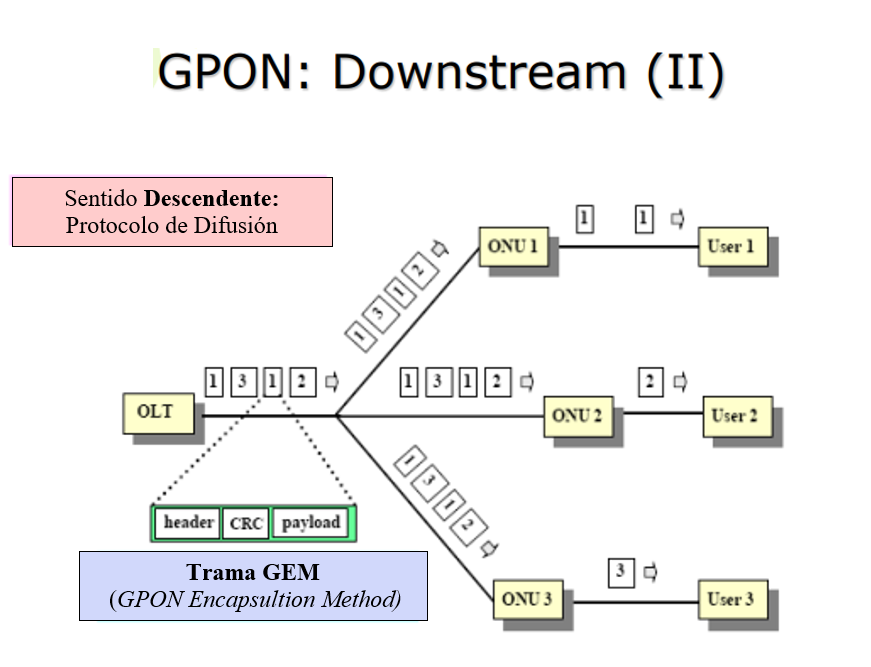 GPON: Downstream (II)
Sentido Descendente:
Protocolo de Difusión
1 1
ONU 1
User 1
1 3 1 2
1 3 1 2
1 3 1 2
2
OLT
ONU 2
User 2
1 3 1 2
header CRC payload
Trama GEM
(GPON Encapsultion Method)
3
ONU 3
User 3